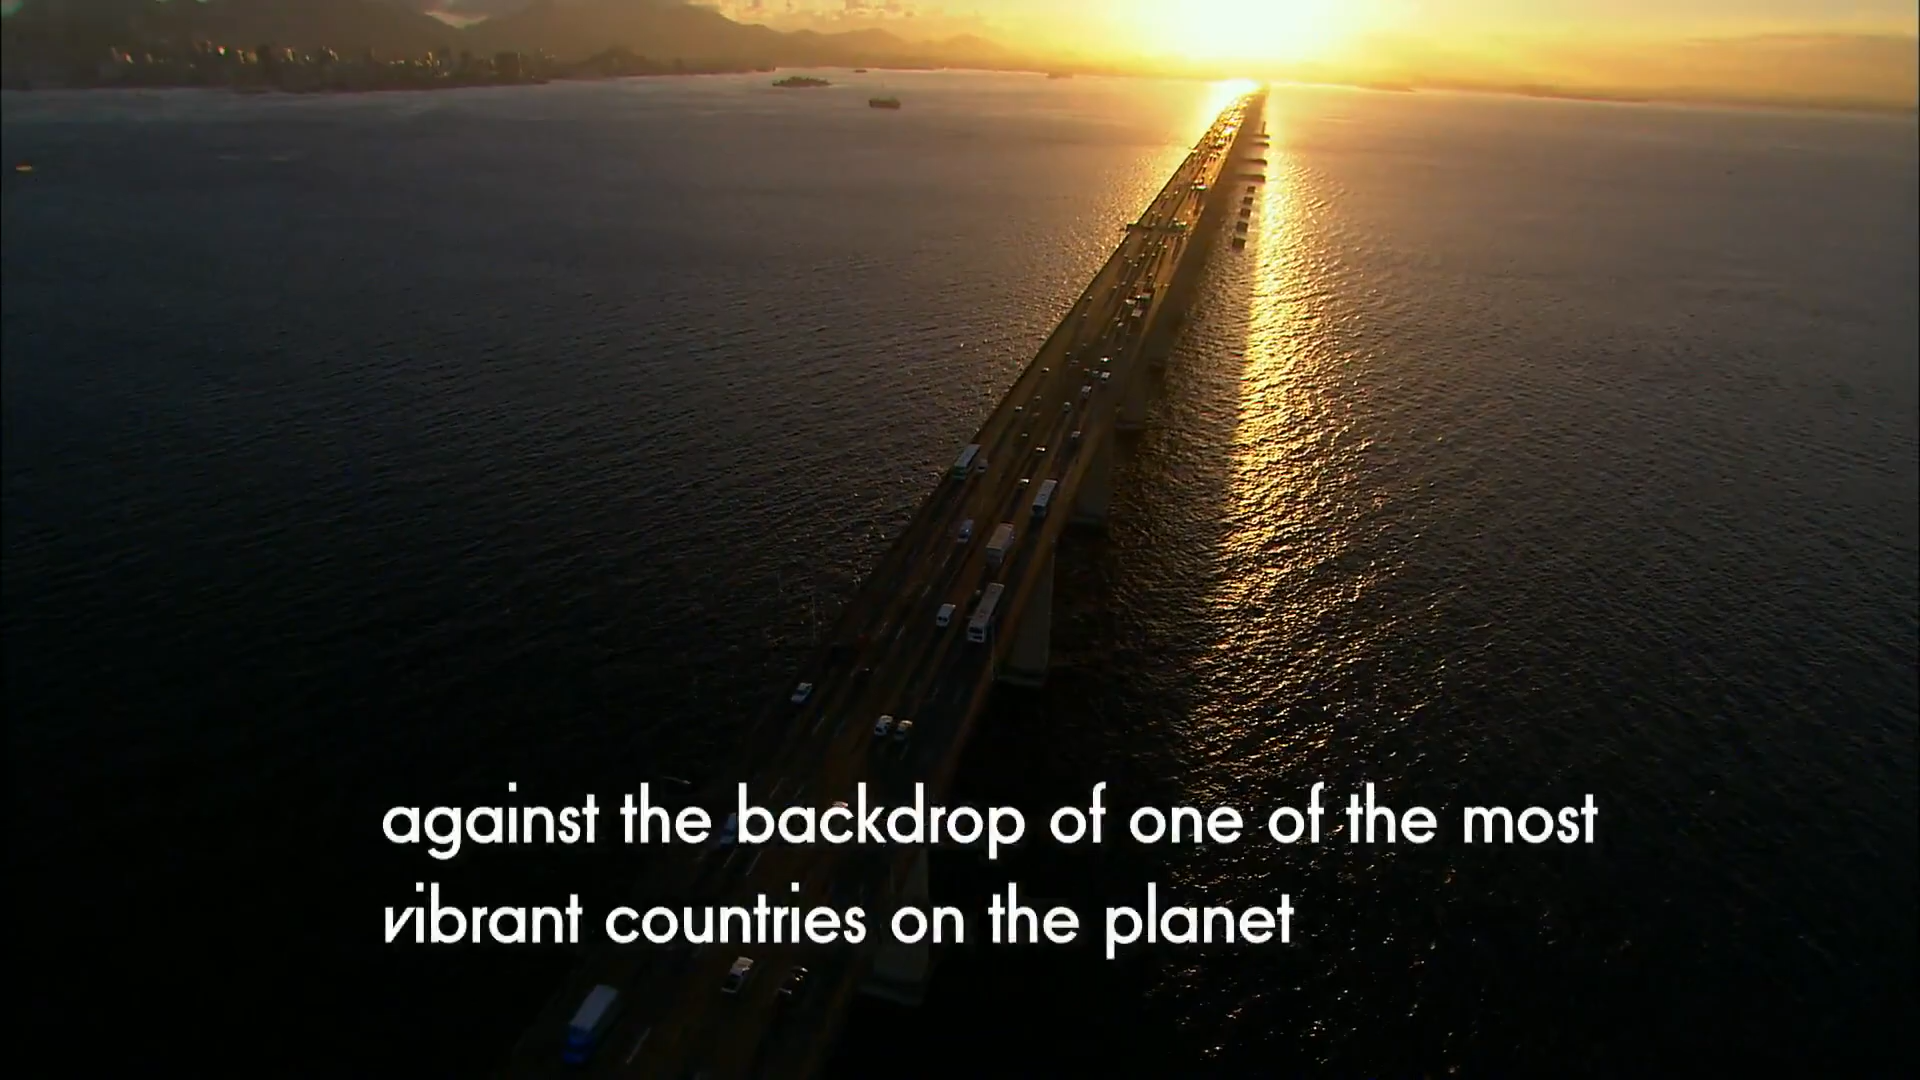 against the backdrop of one of the most
vibrant countries on the planet